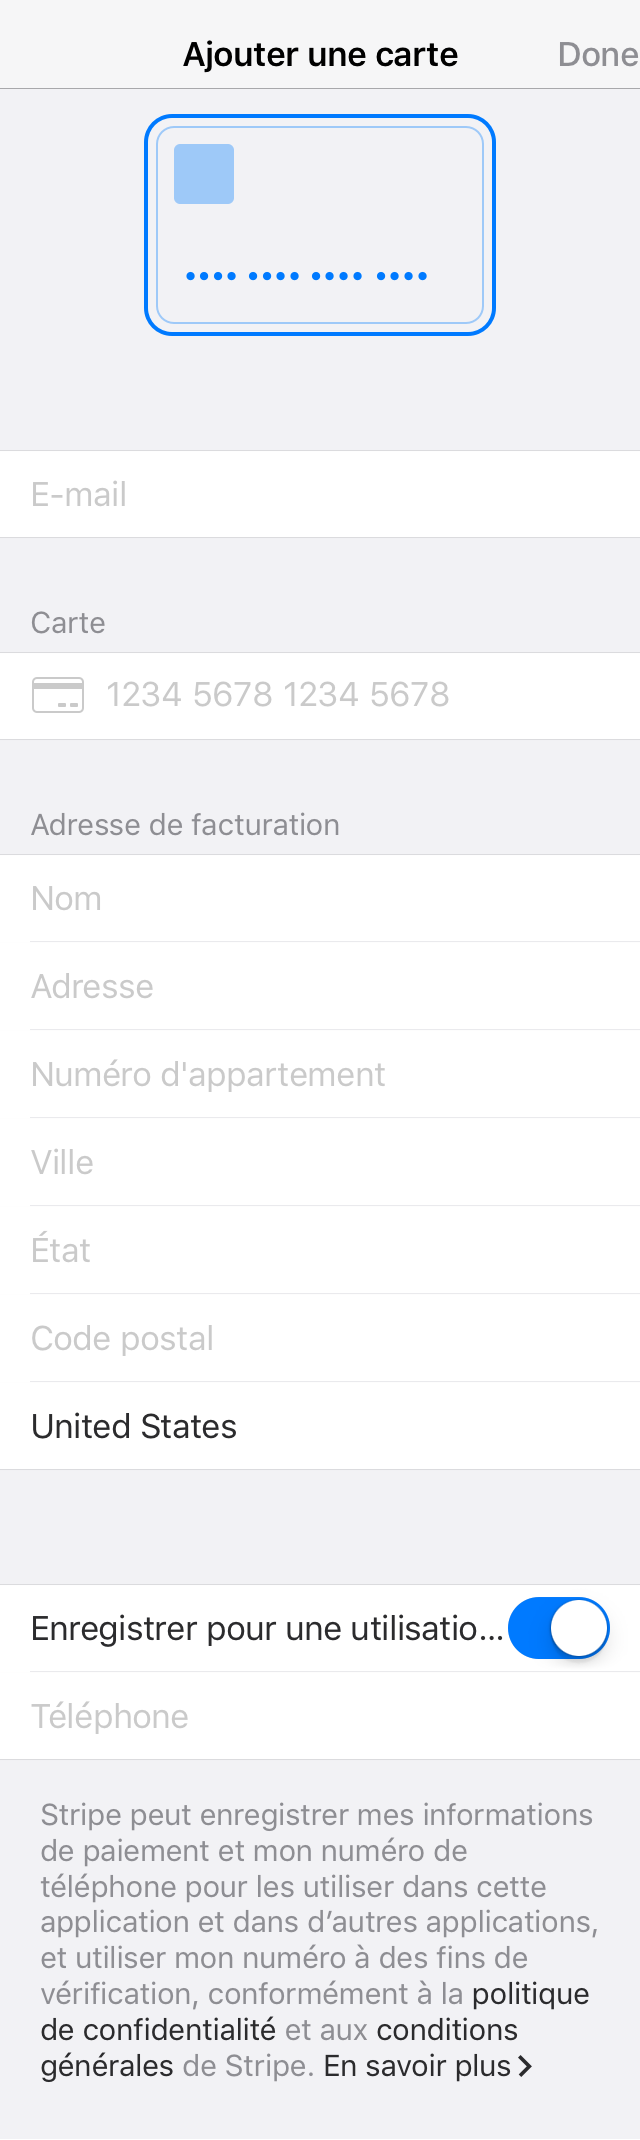 Ajouter une carte
Done
•••• •••• •••• ••••
E-mail
Carte
1234 5678 1234 5678
Adresse de facturation
Nom
Adresse
Numéro d'appartement
Ville
État
Code postal
United States
Enregistrer pour une utilisatio...
Téléphone
Stripe peut enregistrer mes informations
de paiement et mon numéro de
téléphone pour les utiliser dans cette
application et dans d’autres applications,
et utiliser mon numéro à des fins de
vérification, conformément à la politique
de confidentialité et aux conditions
générales de Stripe. En savoir plus